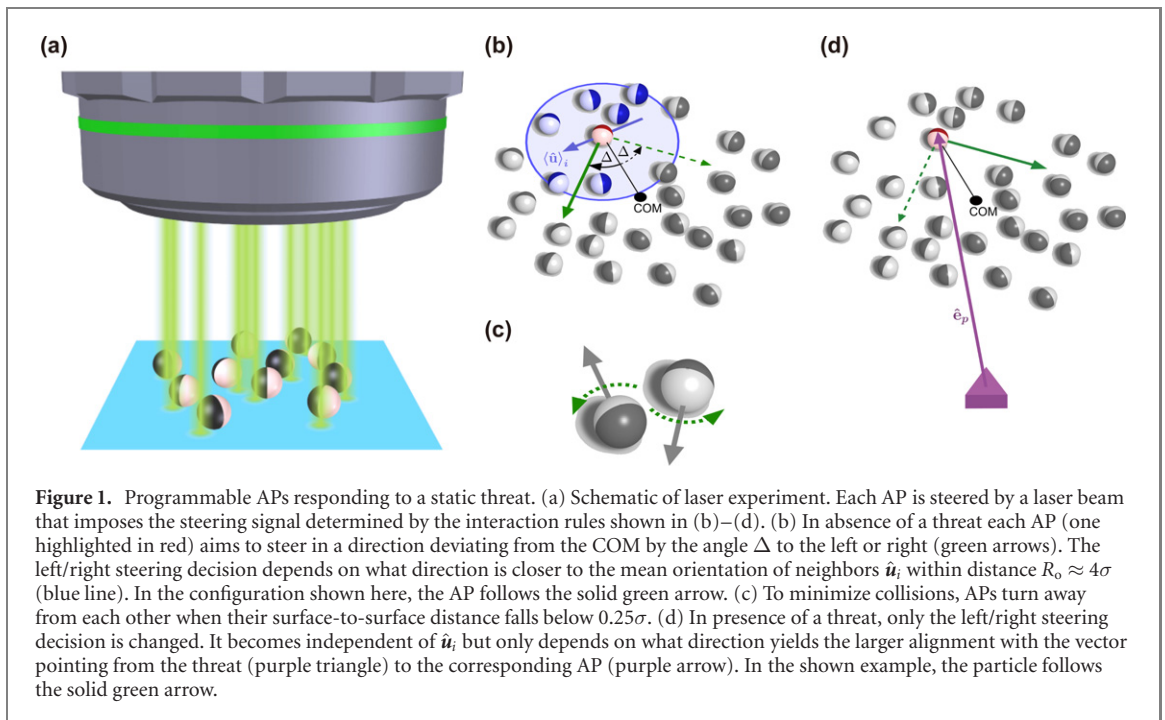 (a)
(b)
(d)
⟨û⟩ᵢ
Δ
Δ
COM
COM
(c)
êₚ
Figure 1. Programmable APs responding to a static threat. (a) Schematic of laser experiment. Each AP is steered by a laser beam
that imposes the steering signal determined by the interaction rules shown in (b)–(d). (b) In absence of a threat each AP (one
highlighted in red) aims to steer in a direction deviating from the COM by the angle Δ to the left or right (green arrows). The
left/right steering decision depends on what direction is closer to the mean orientation of neighbors ûᵢ within distance Rₒ ≈ 4σ
(blue line). In the configuration shown here, the AP follows the solid green arrow. (c) To minimize collisions, APs turn away
from each other when their surface-to-surface distance falls below 0.25σ. (d) In presence of a threat, only the left/right steering
decision is changed. It becomes independent of ûᵢ but only depends on what direction yields the larger alignment with the vector
pointing from the threat (purple triangle) to the corresponding AP (purple arrow). In the shown example, the particle follows
the solid green arrow.